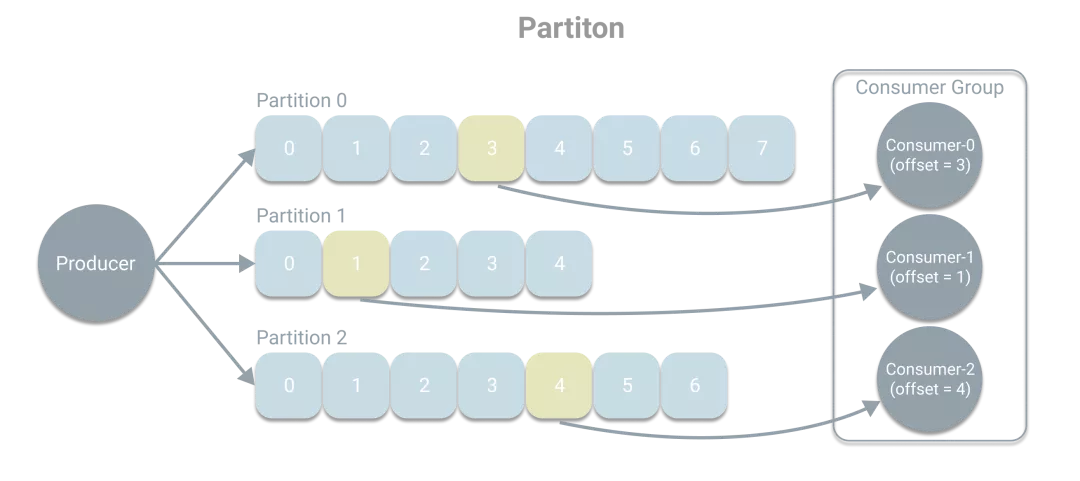 Partiton
Partition 0
0 1 2 3 4 5 6 7
Partition 1
0 1 2 3 4
Partition 2
0 1 2 3 4 5 6
Producer
Consumer Group
Consumer-0
(offset = 3)
Consumer-1
(offset = 1)
Consumer-2
(offset = 4)